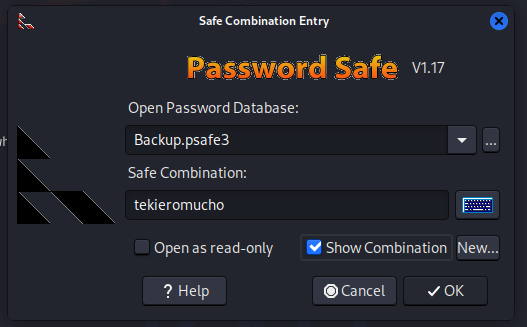 Safe Combination Entry
Password Safe V1.17
Open Password Database:
Backup.psafe3
...
Safe Combination:
tekieromucho
Open as read-only
Show Combination
New...
? Help
Cancel
OK